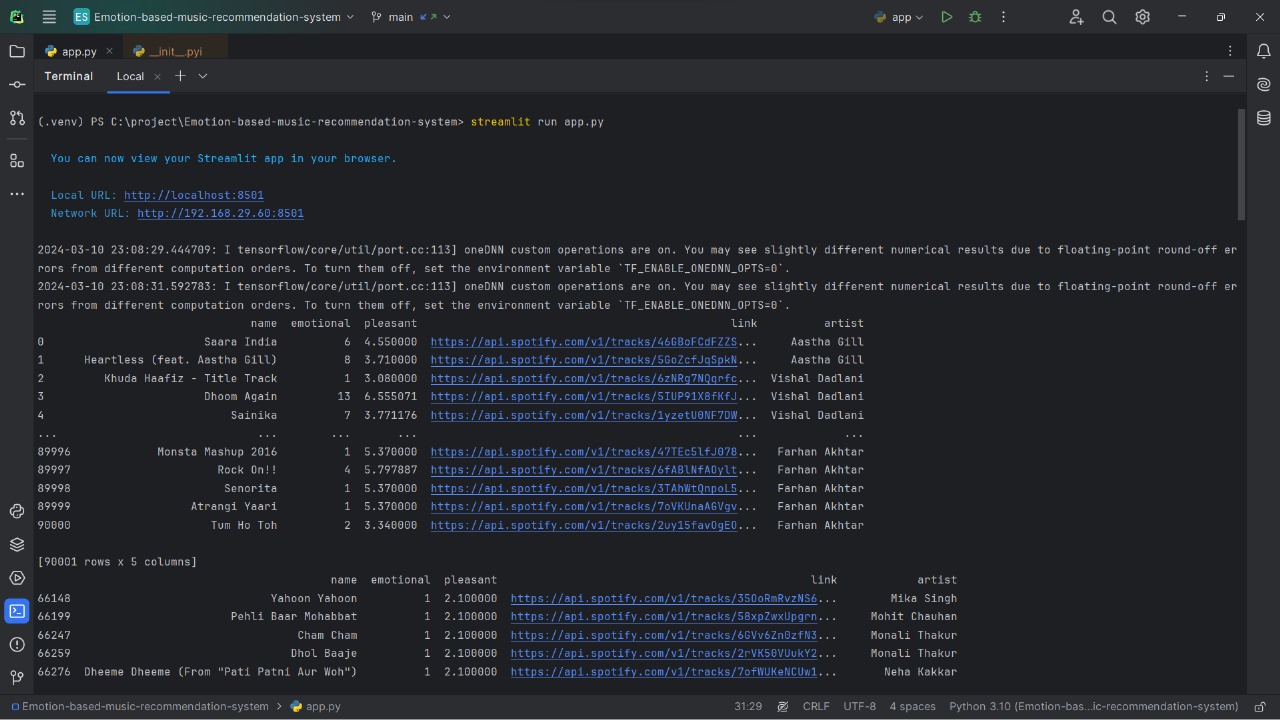 ES Emotion-based-music-recommendation-system main app
app.py __init__.pyi
Terminal Local
(.venv) PS C:\project\Emotion-based-music-recommendation-system> streamlit run app.py
You can now view your Streamlit app in your browser.
Local URL: http://localhost:8501
Network URL: http://192.168.29.60:8501
2024-03-10 23:08:29.444709: I tensorflow/core/util/port.cc:113] oneDNN custom operations are on. You may see slightly different numerical results due to floating-point round-off er
rors from different computation orders. To turn them off, set the environment variable `TF_ENABLE_ONEDNN_OPTS=0`.
2024-03-10 23:08:31.592783: I tensorflow/core/util/port.cc:113] oneDNN custom operations are on. You may see slightly different numerical results due to floating-point round-off er
rors from different computation orders. To turn them off, set the environment variable `TF_ENABLE_ONEDNN_OPTS=0`.
name emotional pleasant link artist
0 Saara India 6 4.550000 https://api.spotify.com/v1/tracks/46GBoFCdFZZS... Aastha Gill
1 Heartless (feat. Aastha Gill) 8 3.710000 https://api.spotify.com/v1/tracks/5GoZcfJqSpkN... Aastha Gill
2 Khuda Haafiz - Title Track 1 3.080000 https://api.spotify.com/v1/tracks/6zNRg7NQqrfc... Vishal Dadlani
3 Dhoom Again 13 6.555071 https://api.spotify.com/v1/tracks/5IUP91X8fKfJ... Vishal Dadlani
4 Sainika 7 3.771176 https://api.spotify.com/v1/tracks/1yzetU0NF7DW... Vishal Dadlani
... ... ... ... ... ...
89996 Monsta Mashup 2016 1 5.370000 https://api.spotify.com/v1/tracks/47TEc5lfJ078... Farhan Akhtar
89997 Rock On!! 4 5.797887 https://api.spotify.com/v1/tracks/6fABlNfAOylt... Farhan Akhtar
89998 Senorita 1 5.370000 https://api.spotify.com/v1/tracks/3TAhWtQnpoLS... Farhan Akhtar
89999 Atrangi Yaari 1 5.370000 https://api.spotify.com/v1/tracks/7oVKUnaAGVgv... Farhan Akhtar
90000 Tum Ho Toh 2 3.340000 https://api.spotify.com/v1/tracks/2uy15favOgEO... Farhan Akhtar
[90001 rows x 5 columns]
name emotional pleasant link artist
66148 Yahoon Yahoon 1 2.100000 https://api.spotify.com/v1/tracks/35OoRmRvzNS6... Mika Singh
66199 Pehli Baar Mohabbat 1 2.100000 https://api.spotify.com/v1/tracks/58xpZwxUpgrn... Mohit Chauhan
66247 Cham Cham 1 2.100000 https://api.spotify.com/v1/tracks/6GVv6Zn0zfN3... Monali Thakur
66259 Dhol Baaje 1 2.100000 https://api.spotify.com/v1/tracks/2rVK50VUukY2... Monali Thakur
66276 Dheeme Dheeme (From "Pati Patni Aur Woh") 1 2.100000 https://api.spotify.com/v1/tracks/7ofWUKeNCUw1... Neha Kakkar
Emotion-based-music-recommendation-system > app.py 31:29 CRLF UTF-8 4 spaces Python 3.10 (Emotion-bas...ic-recommendation-system)